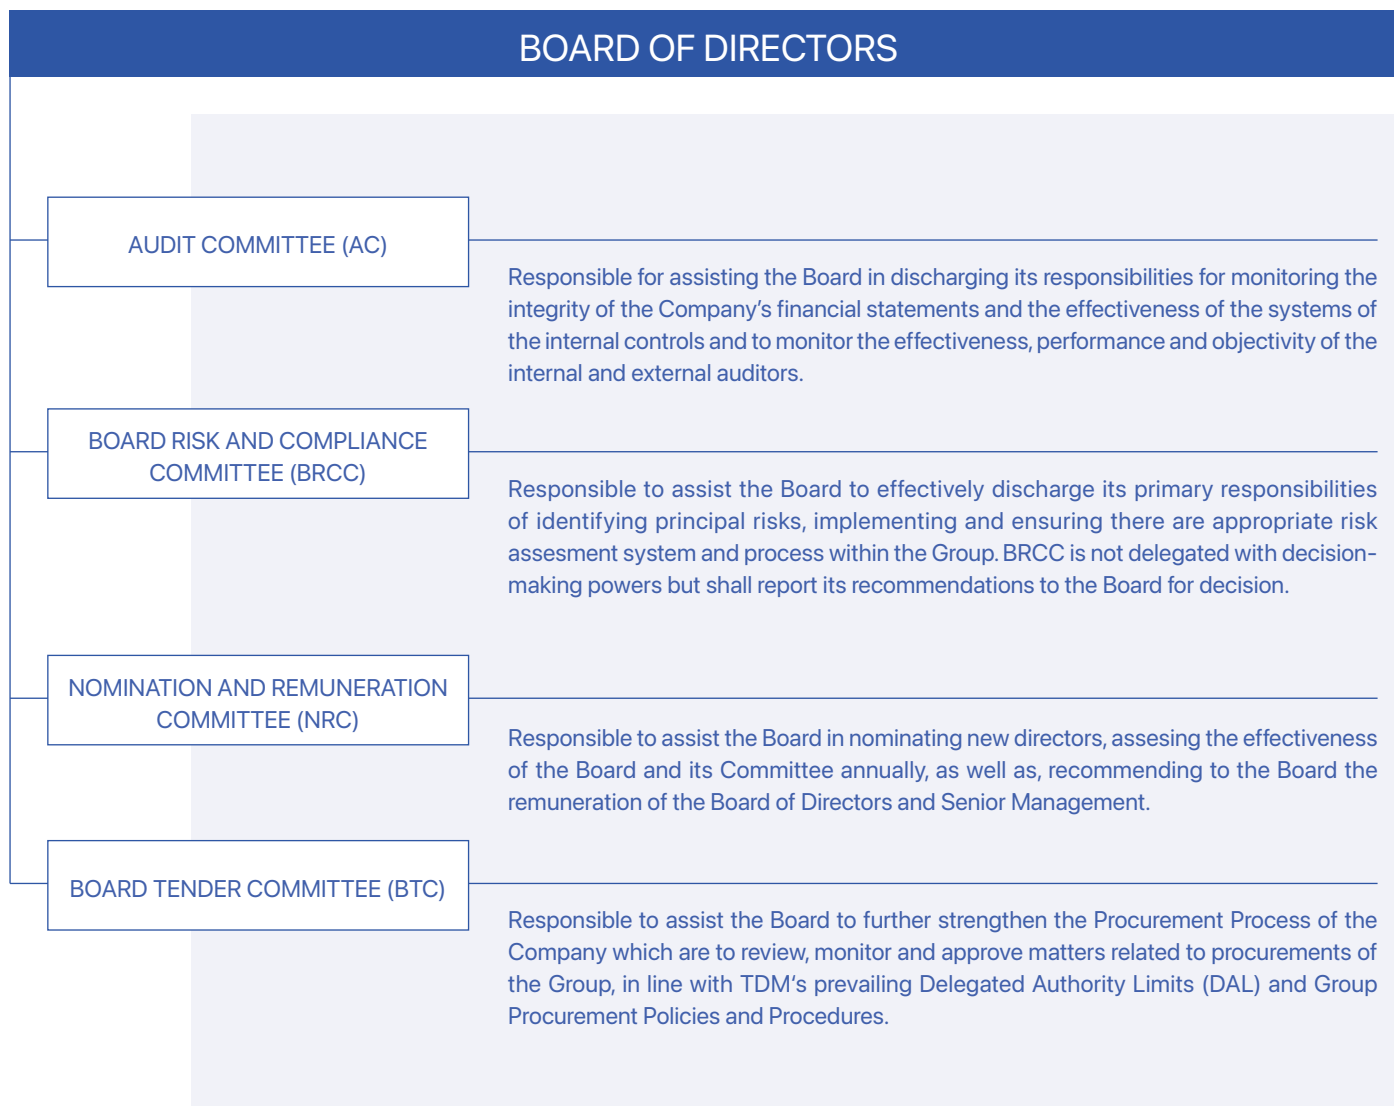 BOARD OF DIRECTORS
AUDIT COMMITTEE (AC)
Responsible for assisting the Board in discharging its responsibilities for monitoring the
integrity of the Company’s financial statements and the effectiveness of the systems of
the internal controls and to monitor the effectiveness, performance and objectivity of the
internal and external auditors.
BOARD RISK AND COMPLIANCE
COMMITTEE (BRCC)
Responsible to assist the Board to effectively discharge its primary responsibilities
of identifying principal risks, implementing and ensuring there are appropriate risk
assesment system and process within the Group. BRCC is not delegated with decision-
making powers but shall report its recommendations to the Board for decision.
NOMINATION AND REMUNERATION
COMMITTEE (NRC)
Responsible to assist the Board in nominating new directors, assesing the effectiveness
of the Board and its Committee annually, as well as, recommending to the Board the
remuneration of the Board of Directors and Senior Management.
BOARD TENDER COMMITTEE (BTC)
Responsible to assist the Board to further strengthen the Procurement Process of the
Company which are to review, monitor and approve matters related to procurements of
the Group, in line with TDM‘s prevailing Delegated Authority Limits (DAL) and Group
Procurement Policies and Procedures.